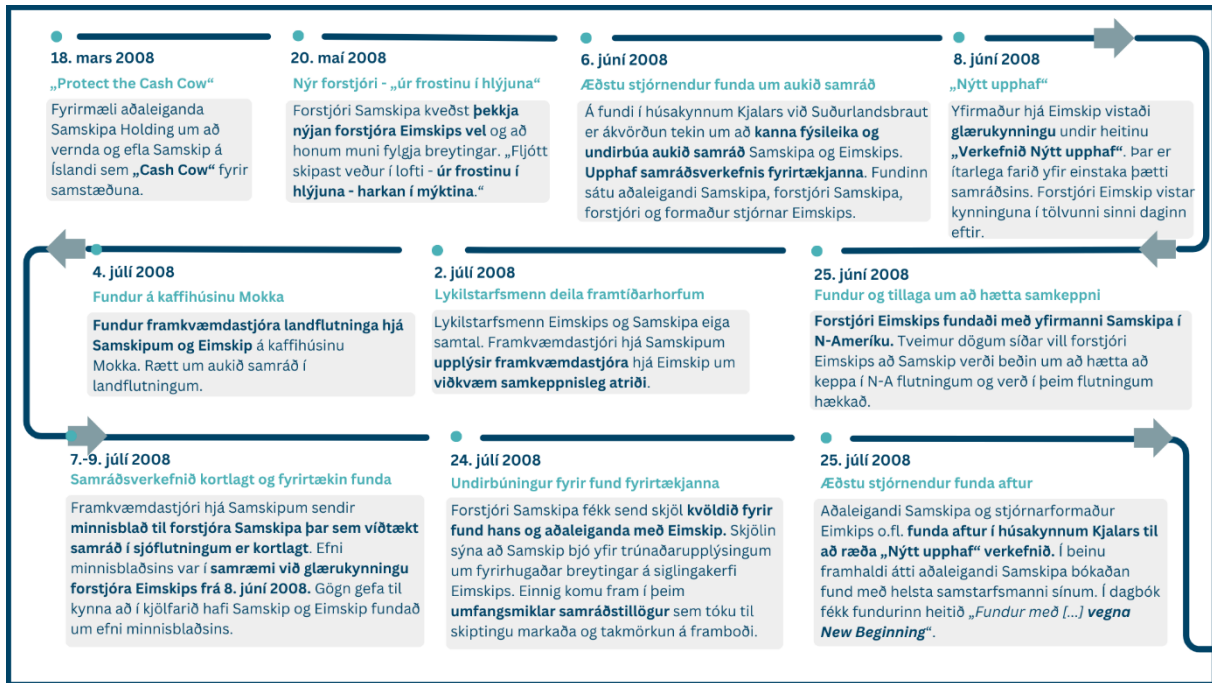 18. mars 2008
„Protect the Cash Cow“
Fyrirmæli aðaleiganda
Samskipa Holding um að
vernda og efla Samskip á
Íslandi sem „Cash Cow“ fyrir
samstæðuna.
20. maí 2008
Nýr forstjóri - „úr frostinu í hlýjuna“
Forstjóri Samskipa kveðst þekkja
nýjan forstjóra Eimskips vel og að
honum muni fylgja breytingar. „Fljótt
skipast veður í lofti - úr frostinu í
hlýjuna - harkan í mýktina.“
6. júní 2008
Æðstu stjórnendur funda um aukið samráð
Á fundi í húsakynnum Kjalars við Suðurlandsbraut
er ákvörðun tekin um að kanna fýsileika og
undirbúa aukið samráð Samskipa og Eimskips.
Upphaf samráðsverkefnis fyrirtækjanna. Fundinn
sátu aðaleigandi Samskipa, forstjóri Samskipa,
forstjóri og formaður stjórnar Eimskips.
8. júní 2008
„Nýtt upphaf“
Yfirmaður hjá Eimskip vistaði
glærukynningu undir heitinu
„Verkefnið Nýtt upphaf“. Þar er
ítarlega farið yfir einstaka þætti
samráðsins. Forstjóri Eimskip vistar
kynninguna í tölvunni sinni daginn
eftir.
4. júlí 2008
Fundur á kaffihúsinu Mokka
Fundur framkvæmdastjóra landflutninga hjá
Samskipum og Eimskip á kaffihúsinu
Mokka. Rætt um aukið samráð í
landflutningum.
2. júlí 2008
Lykilstarfsmenn deila framtíðarhorfum
Lykilstarfsmenn Eimskips og Samskipa eiga
samtal. Framkvæmdastjóri hjá Samskipum
upplýsir framkvæmdastjóra hjá Eimskip um
viðkvæm samkeppnisleg atriði.
25. júní 2008
Fundur og tillaga um að hætta samkeppni
Forstjóri Eimskips fundaði með yfirmanni Samskipa í
N-Ameríku. Tveimur dögum síðar vill forstjóri
Eimskips að Samskip verði beðin um að hætta að
keppa í N-A flutningum og verð í þeim flutningum
hækkað.
7.-9. júlí 2008
Samráðsverkefnið kortlagt og fyrirtækin funda
Framkvæmdastjóri hjá Samskipum sendir
minnisblað til forstjóra Samskipa þar sem víðtækt
samráð í sjóflutningum er kortlagt. Efni
minnisblaðsins var í samræmi við glærukynningu
forstjóra Eimskips frá 8. júní 2008. Gögn gefa til
kynna að í kjölfarið hafi Samskip og Eimskip fundað
um efni minnisblaðsins.
24. júlí 2008
Undirbúningur fyrir fund fyrirtækjanna
Forstjóri Samskipa fékk send skjöl kvöldið fyrir
fund hans og aðaleiganda með Eimskip. Skjölin
sýna að Samskip bjó yfir trúnaðarupplýsingum
um fyrirhugaðar breytingar á siglingakerfi
Eimskips. Einnig komu fram í þeim
umfangsmiklar samráðstillögur sem tóku til
skiptingu markaða og takmörkun á framboði.
25. júlí 2008
Æðstu stjórnendur funda aftur
Aðaleigandi Samskipa og stjórnarformaður
Eimkips o.fl. funda aftur í húsakynnum Kjalars til
að ræða „Nýtt upphaf“ verkefnið. Í beinu
framhaldi átti aðaleigandi Samskipa bókaðan
fund með helsta samstarfsmanni sínum. Í dagbók
fékk fundurinn heitið „Fundur með [...] vegna
New Beginning“.